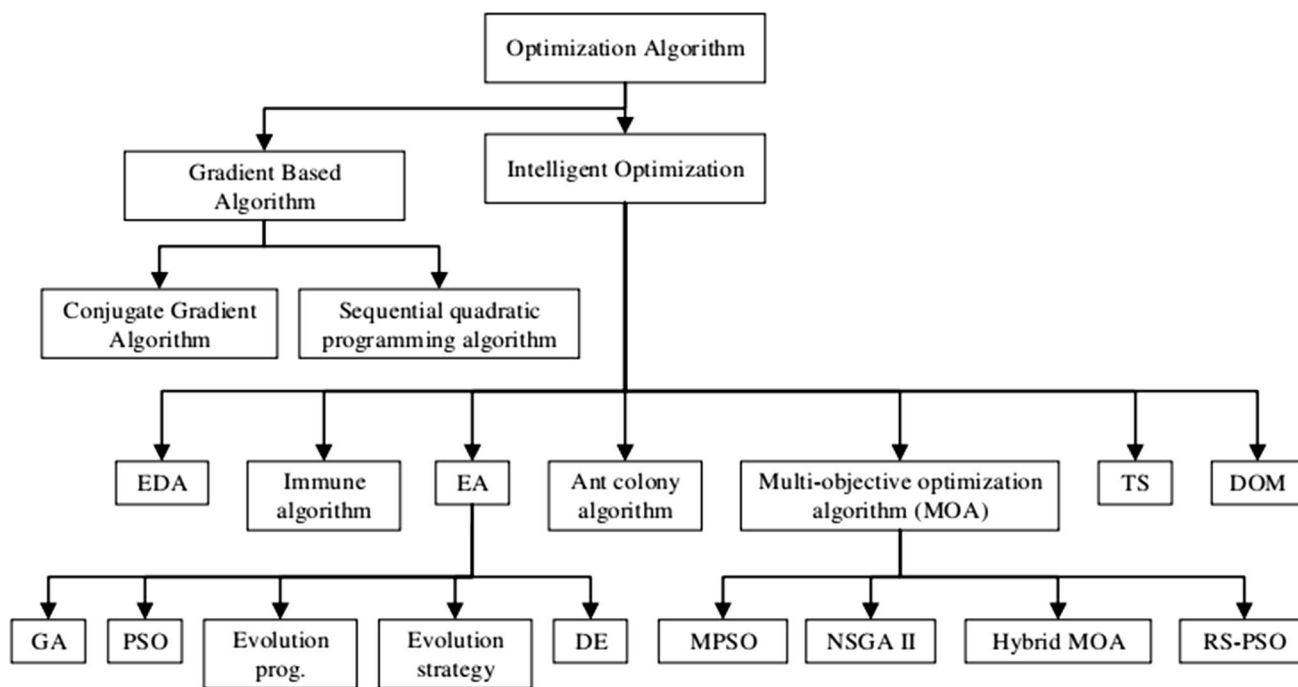 Optimization Algorithm
Gradient Based
Algorithm
Intelligent Optimization
Conjugate Gradient
Algorithm
Sequential quadratic
programming algorithm
EDA
Immune
algorithm
EA
Ant colony
algorithm
Multi-objective optimization
algorithm (MOA)
TS
DOM
GA
PSO
Evolution
prog.
Evolution
strategy
DE
MPSO
NSGA II
Hybrid MOA
RS-PSO